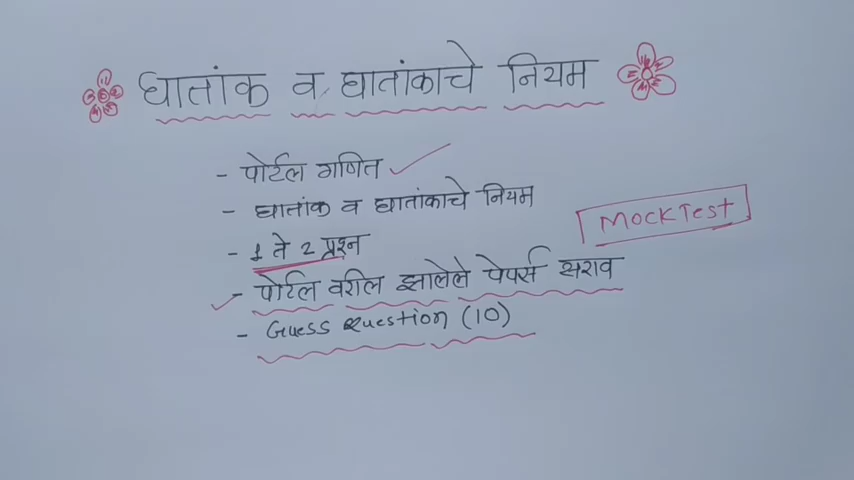 घातांक व घातांकाचे नियम
- पोर्टल गणित
- घातांक व घातांकाचे नियम
- 1 ते 2 प्रश्न
- पोर्टल वरील झालेले पेपर्स सराव
- Guess Question (10)
MockTest